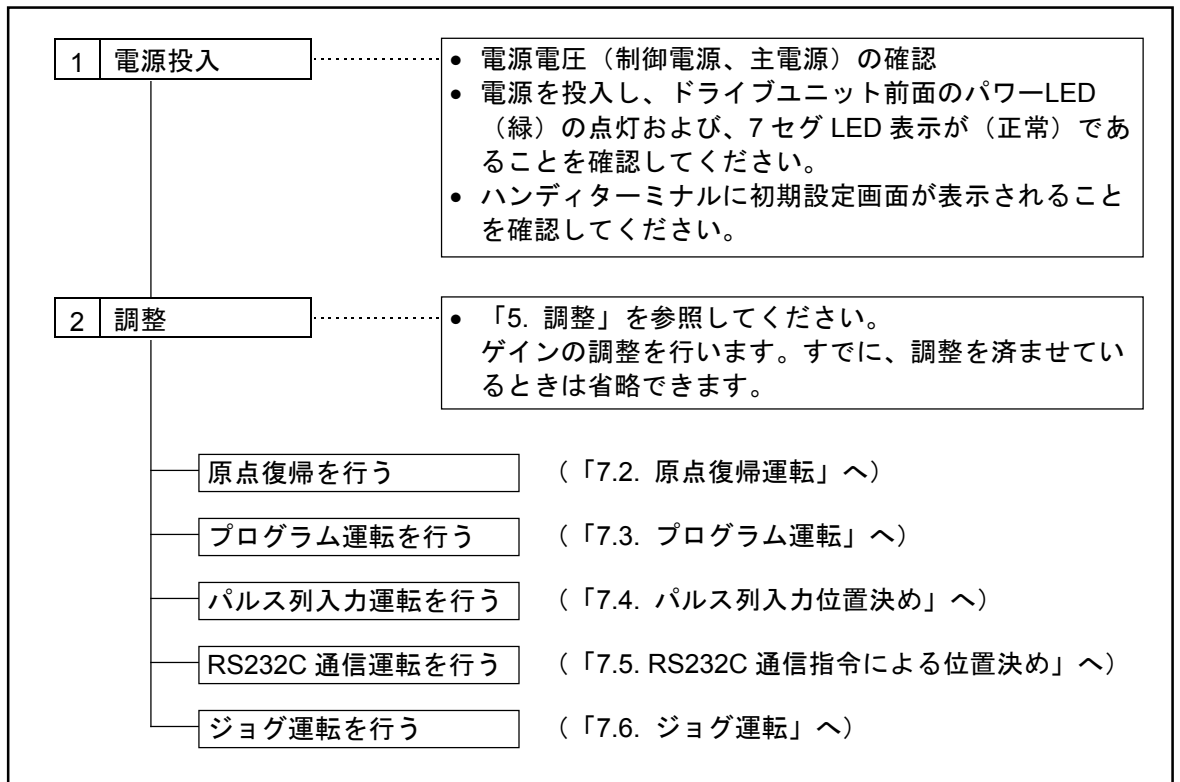 1 電源投入
• 電源電圧（制御電源、主電源）の確認
• 電源を投入し、ドライブユニット前面のパワーLED
（緑）の点灯および、7 セグ LED 表示が（正常）であ
ることを確認してください。
• ハンディターミナルに初期設定画面が表示されること
を確認してください。
2 調整
• 「5. 調整」を参照してください。
ゲインの調整を行います。すでに、調整を済ませてい
るときは省略できます。
原点復帰を行う （「7.2. 原点復帰運転」へ）
プログラム運転を行う （「7.3. プログラム運転」へ）
パルス列入力運転を行う （「7.4. パルス列入力位置決め」へ）
RS232C 通信運転を行う （「7.5. RS232C 通信指令による位置決め」へ）
ジョグ運転を行う （「7.6. ジョグ運転」へ）